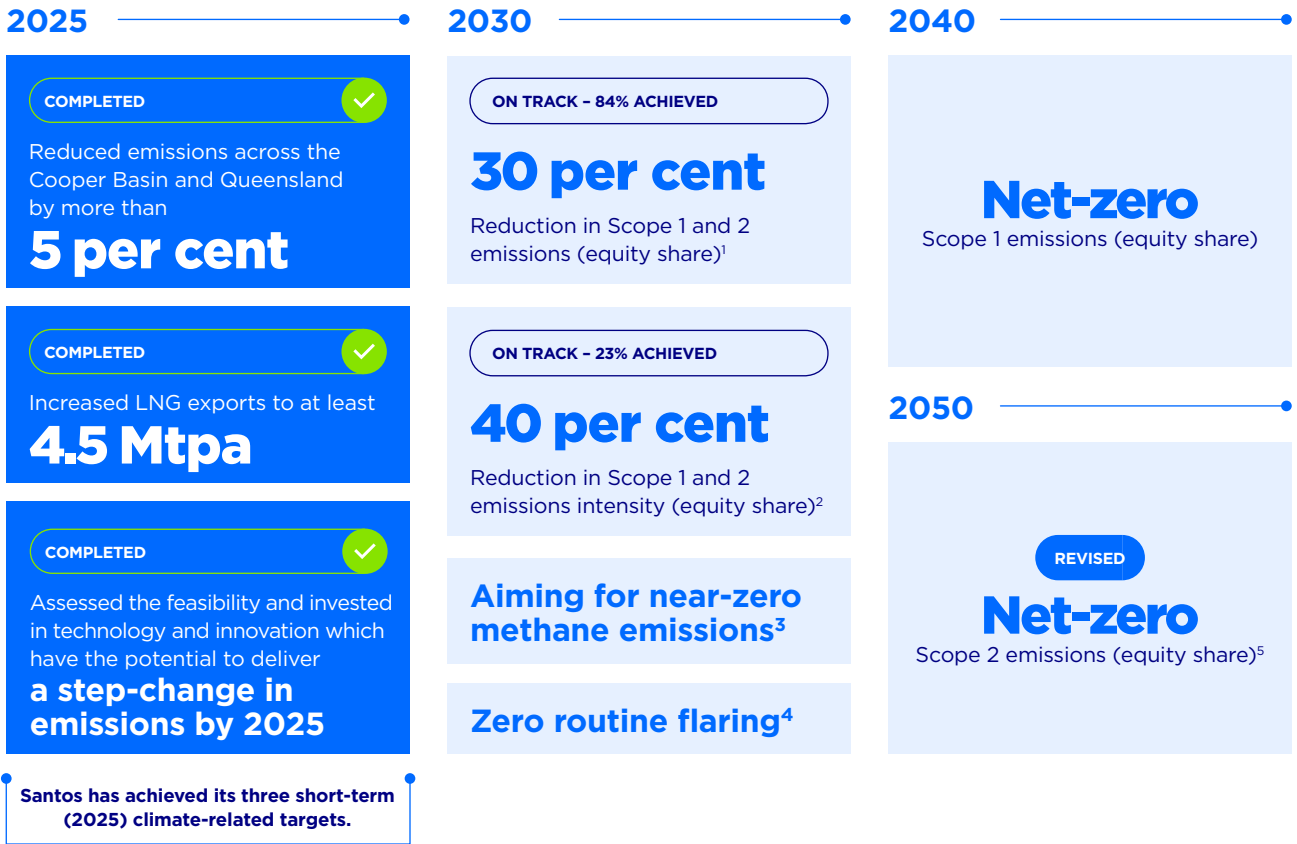 2025
COMPLETED
Reduced emissions across the
Cooper Basin and Queensland
by more than
5 per cent
COMPLETED
Increased LNG exports to at least
4.5 Mtpa
COMPLETED
Assessed the feasibility and invested
in technology and innovation which
have the potential to deliver
a step-change in
emissions by 2025
Santos has achieved its three short-term
(2025) climate-related targets.
2030
ON TRACK – 84% ACHIEVED
30 per cent
Reduction in Scope 1 and 2
emissions (equity share)¹
ON TRACK – 23% ACHIEVED
40 per cent
Reduction in Scope 1 and 2
emissions intensity (equity share)²
Aiming for near-zero
methane emissions³
Zero routine flaring⁴
2040
Net-zero
Scope 1 emissions (equity share)
2050
REVISED
Net-zero
Scope 2 emissions (equity share)⁵